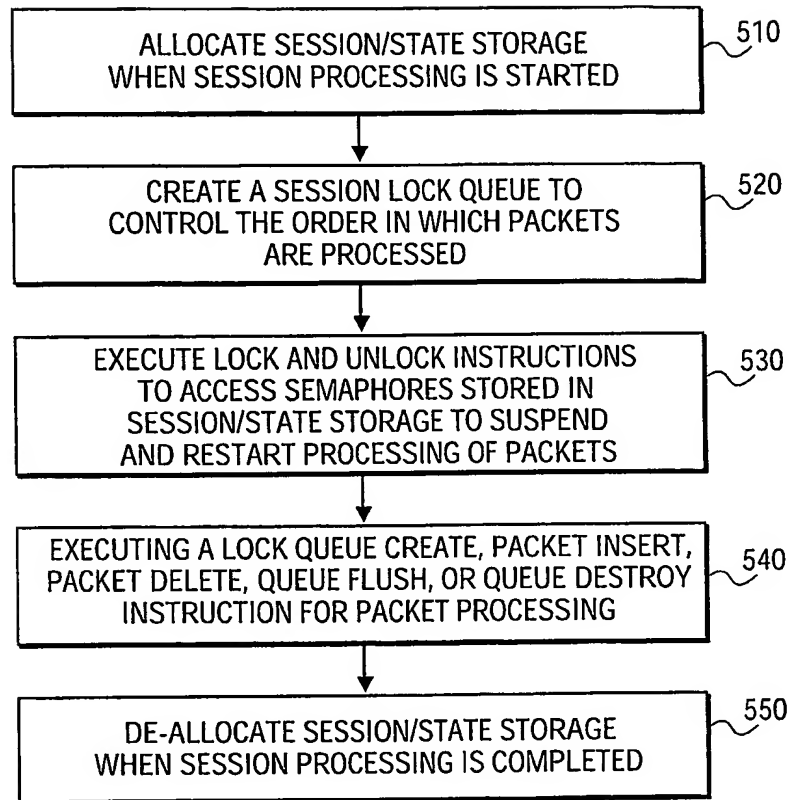 ALLOCATE SESSION/STATE STORAGE
WHEN SESSION PROCESSING IS STARTED
510
CREATE A SESSION LOCK QUEUE TO
CONTROL THE ORDER IN WHICH PACKETS
ARE PROCESSED
520
EXECUTE LOCK AND UNLOCK INSTRUCTIONS
TO ACCESS SEMAPHORES STORED IN
SESSION/STATE STORAGE TO SUSPEND
AND RESTART PROCESSING OF PACKETS
530
EXECUTING A LOCK QUEUE CREATE, PACKET INSERT,
PACKET DELETE, QUEUE FLUSH, OR QUEUE DESTROY
INSTRUCTION FOR PACKET PROCESSING
540
DE-ALLOCATE SESSION/STATE STORAGE
WHEN SESSION PROCESSING IS COMPLETED
550